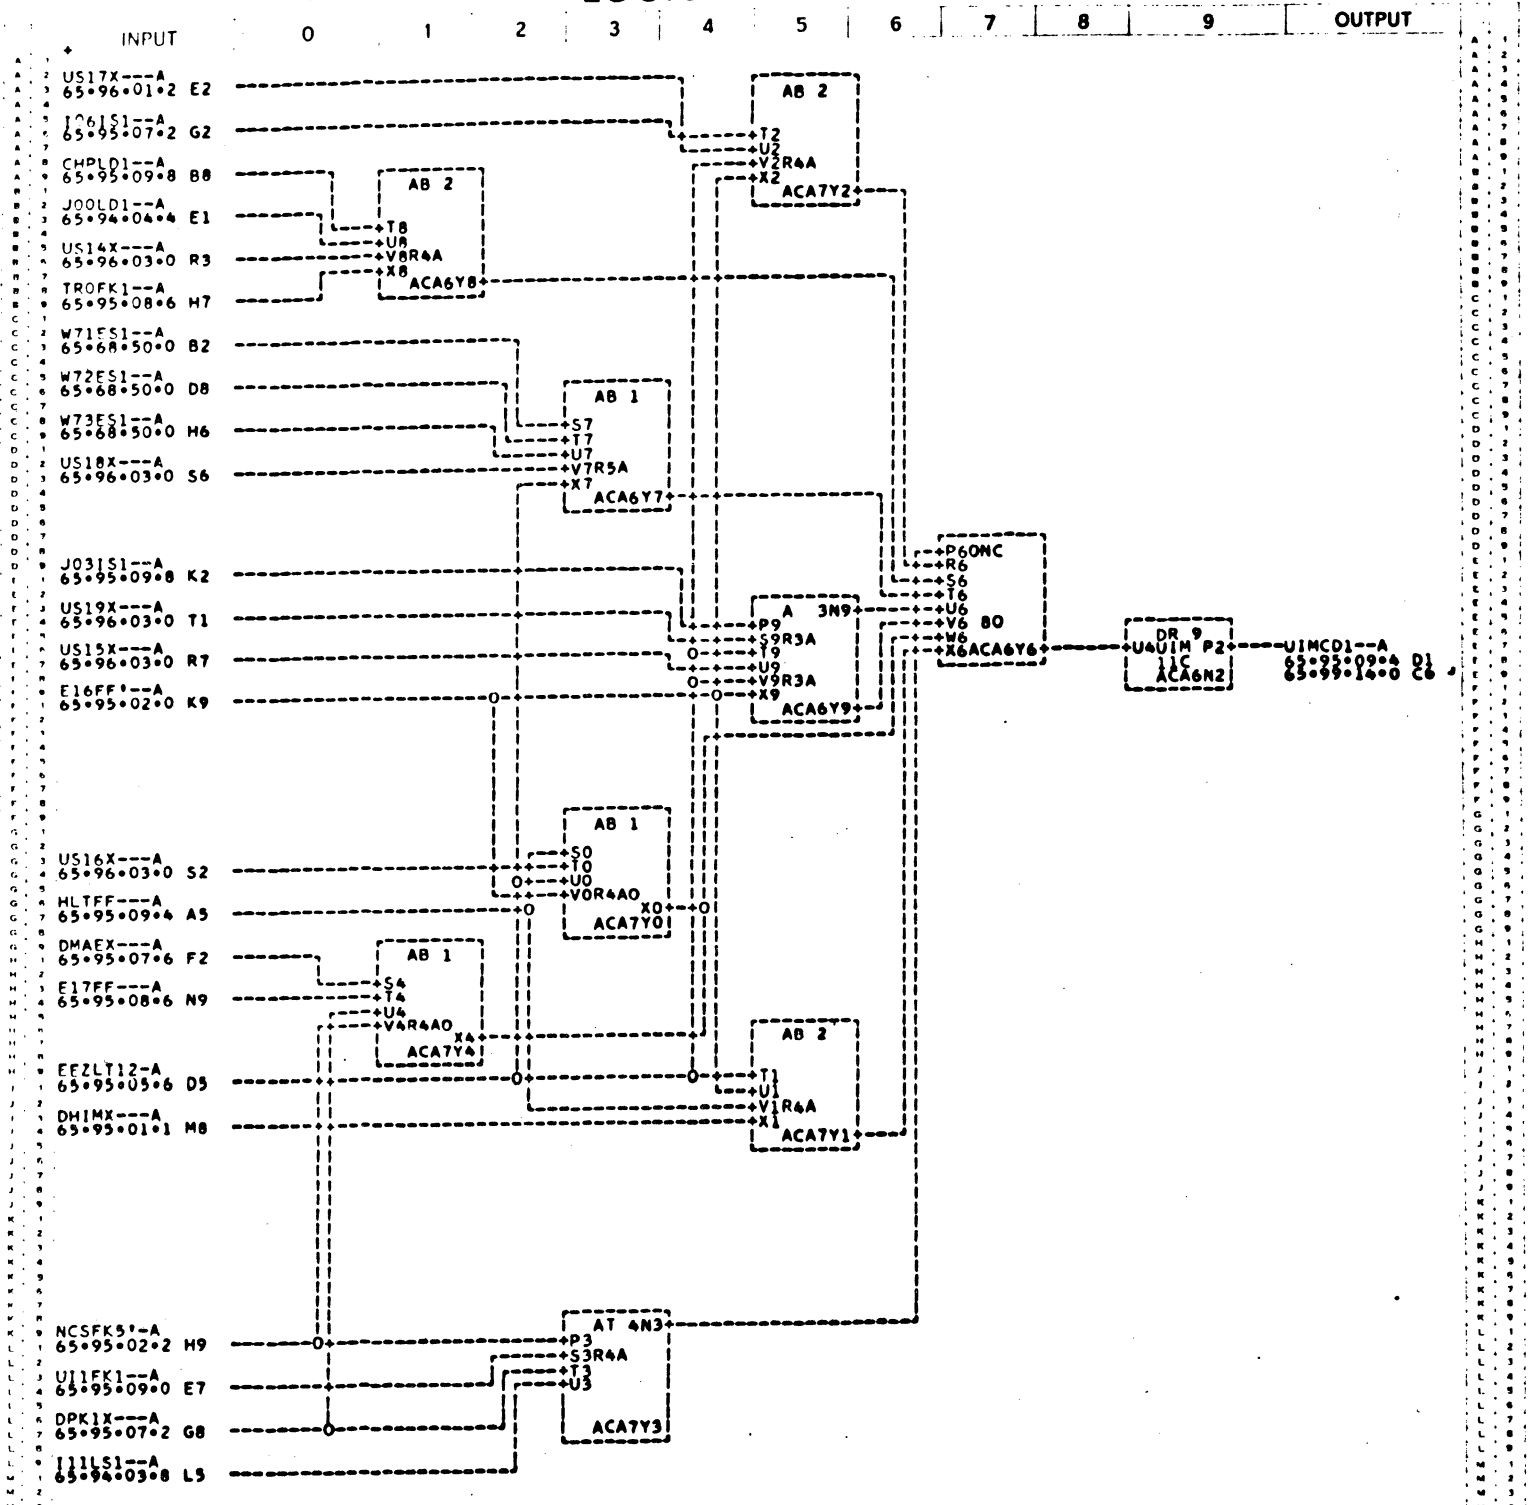 INPUT 0 1 2 3 4 5 6 7 8 9 OUTPUT
US17X---A
65•96•01•2 E2
65•95•07•2 G2
CHPLD1--A
65•95•09•8 B8
J00LD1--A
65•94•04•4 E1
US14X---A
65•96•03•0 R3
TROFK1--A
65•95•08•6 H7
W71ES1--A
65•68•50•0 B2
W72ES1--A
65•68•50•0 D8
W73ES1--A
65•68•50•0 H6
US18X---A
65•96•03•0 S6
J03IS1--A
65•95•09•8 K2
US19X---A
65•96•03•0 T1
US15X---A
65•96•03•0 R7
E16FF'--A
65•95•02•0 K9
US16X---A
65•96•03•0 S2
HLTFF---A
65•95•09•4 A5
DMAEX---A
65•95•07•6 F2
E17FF---A
65•95•08•6 N9
EEZLT12-A
65•95•05•6 D5
DHIMX---A
65•95•01•1 M8
NCSFK5'-A
65•95•02•2 H9
UI1FK1--A
65•95•09•0 E7
DPK1X---A
65•95•07•2 G8
I11LS1--A
65•94•03•8 L5
AB 2
T8
U8
V8R4A
X8
ACA6Y8
AB 1
S4
T4
U4
V4R4AO
X4
ACA7Y4
AB 1
S7
T7
U7
V7R5A
X7
ACA6Y7
AB 1
S0
T0
U0
V0R4AO
X0
ACA7Y0
AT 4N3
P3
S3R4A
T3
U3
ACA7Y3
AB 2
T2
U2
V2R4A
X2
ACA7Y2
A 3N9
P9
S9R3A
T9
U9
V9R3A
X9
ACA6Y9
AB 2
T1
U1
V1R4A
X1
ACA7Y1
P6ONC
R6
S6
T6
U6
V6 8O
W6
X6ACA6Y6
DR 9
U4UIM P2
11C
ACA6N2
UIMCD1--A
65•95•09•4 D1
65•99•14•0 C6